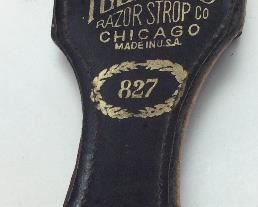 RAZOR STROP CO
CHICAGO
MADE IN U.S.A.
827